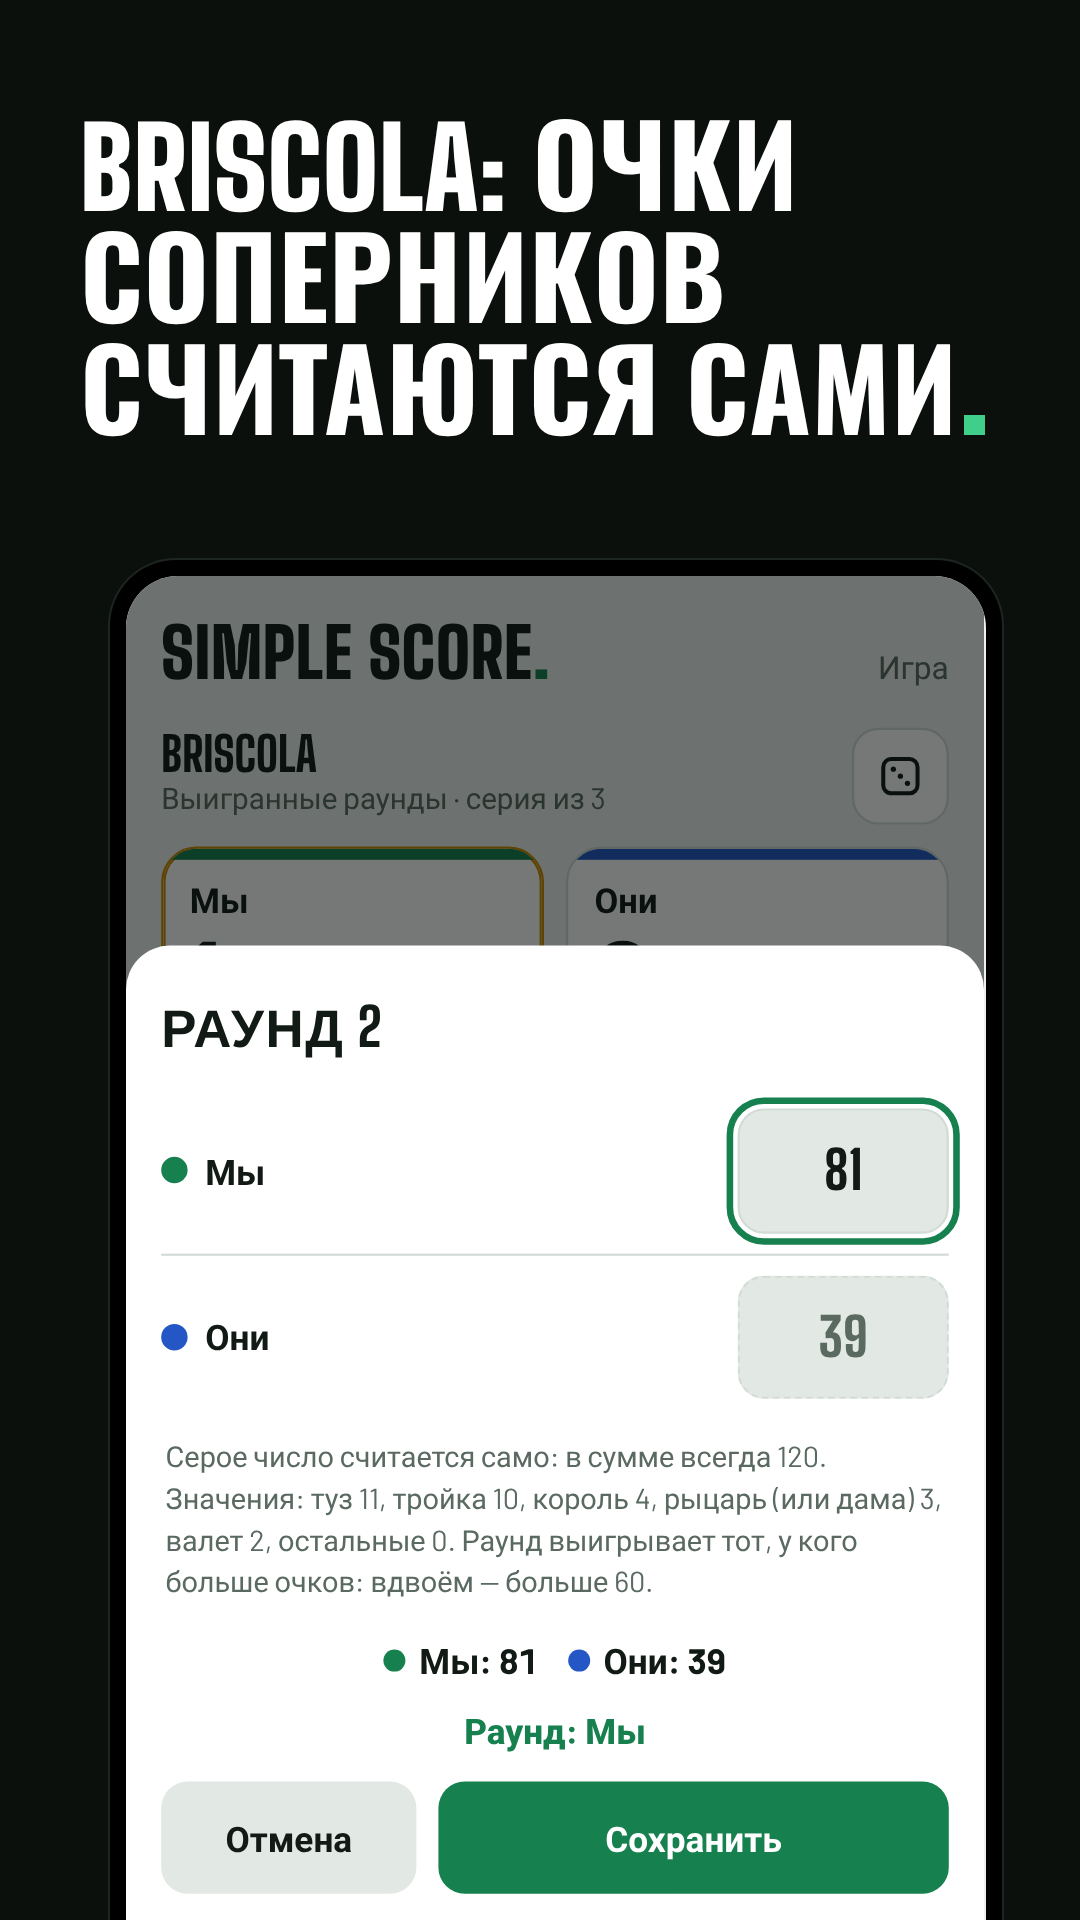 BRISCOLA: ОЧКИ
СОПЕРНИКОВ
СЧИТАЮТСЯ САМИ.
SIMPLE SCORE.
Игра
BRISCOLA
Выигранные раунды · серия из 3
Мы
Они
РАУНД 2
Мы
81
Они
39
Серое число считается само: в сумме всегда 120.
Значения: туз 11, тройка 10, король 4, рыцарь (или дама) 3,
валет 2, остальные 0. Раунд выигрывает тот, у кого
больше очков: вдвоём — больше 60.
Мы: 81 Они: 39
Раунд: Мы
Отмена
Сохранить